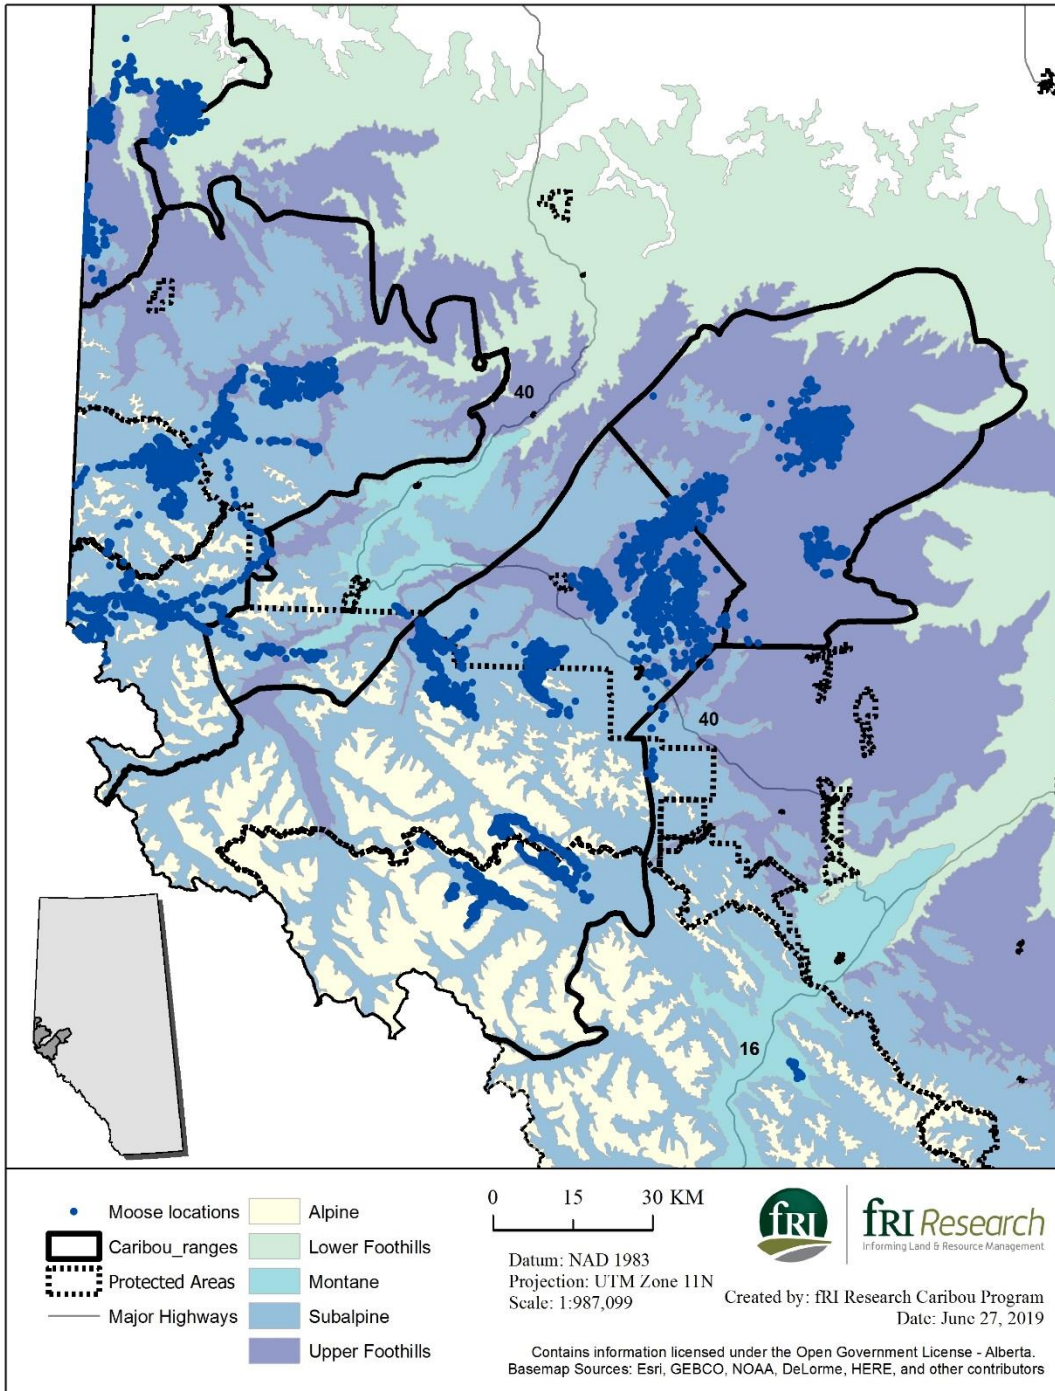 40
40
16
Moose locations
Caribou_ranges
Protected Areas
Major Highways
Alpine
Lower Foothills
Montane
Subalpine
Upper Foothills
0 15 30 KM
Datum: NAD 1983
Projection: UTM Zone 11N
Scale: 1:987,099
fRI
fRI Research
Informing Land & Resource Management
Created by: fRI Research Caribou Program
Date: June 27, 2019
Contains information licensed under the Open Government License - Alberta.
Basemap Sources: Esri, GEBCO, NOAA, DeLorme, HERE, and other contributors